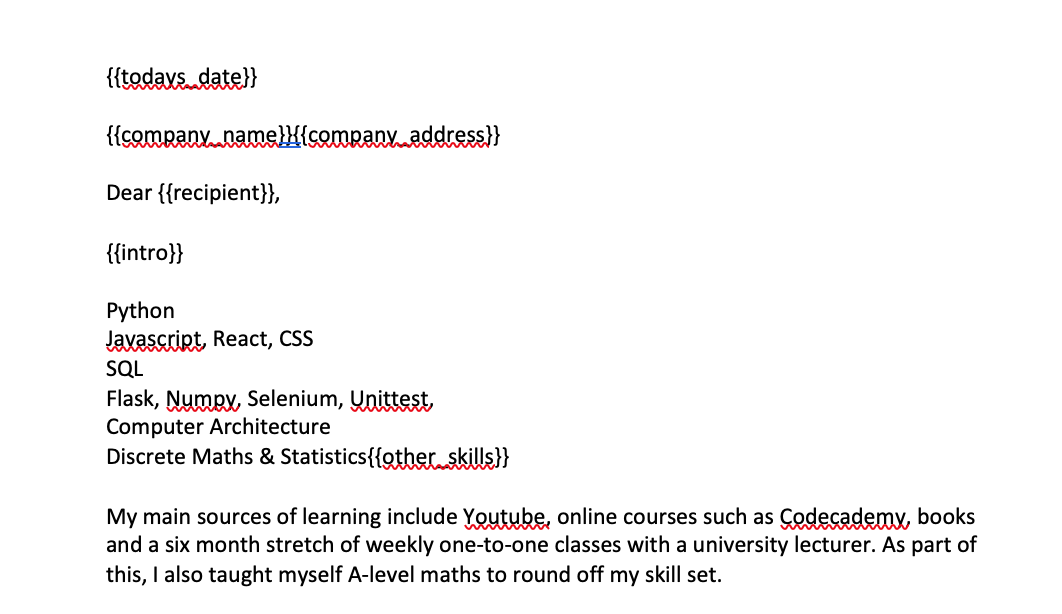 {{todays_date}}
{{company_name}}{{company_address}}
Dear {{recipient}},
{{intro}}
Python
Javascript, React, CSS
SQL
Flask, Numpy, Selenium, Unittest,
Computer Architecture
Discrete Maths & Statistics{{other_skills}}
My main sources of learning include Youtube, online courses such as Codecademy, books
and a six month stretch of weekly one-to-one classes with a university lecturer. As part of
this, I also taught myself A-level maths to round off my skill set.